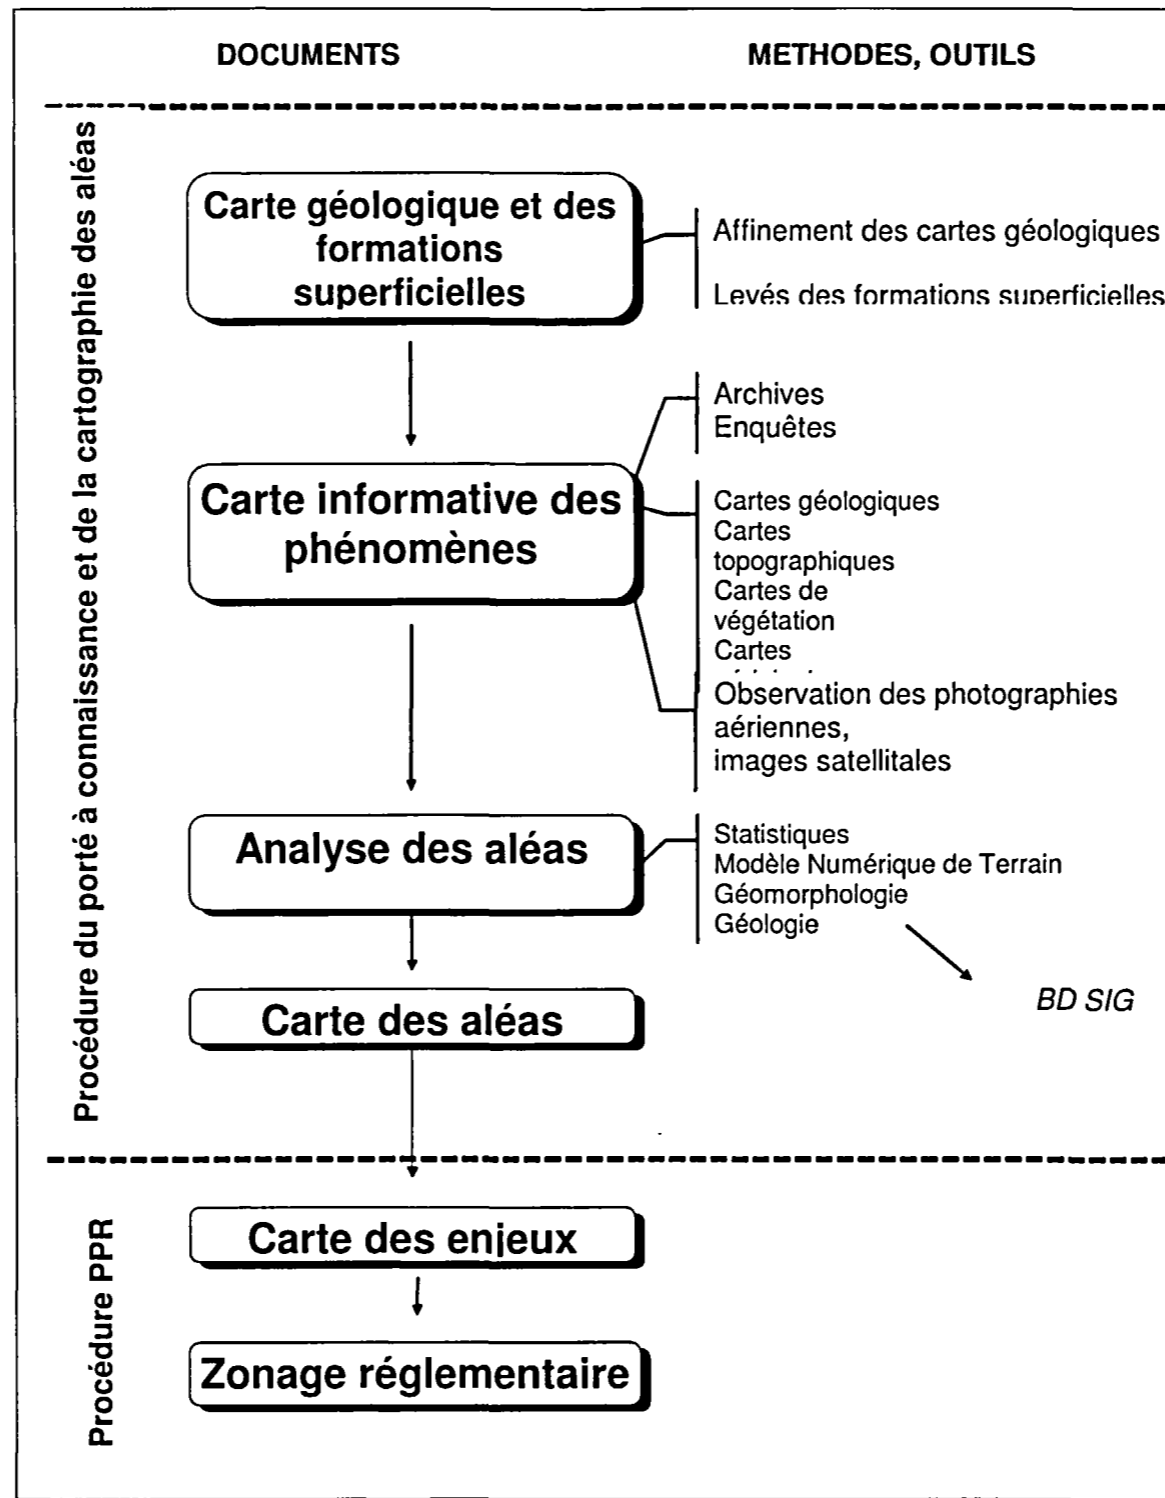 DOCUMENTS
METHODES, OUTILS
Procédure du porté à connaissance et de la cartographie des aléas
Carte géologique et des
formations
superficielles
Affinement des cartes géologiques
Levés des formations superficielles
Archives
Enquêtes
Carte informative des
phénomènes
Cartes géologiques
Cartes
topographiques
Cartes de
végétation
Cartes
Observation des photographies
aériennes,
images satellitales
Analyse des aléas
Statistiques
Modèle Numérique de Terrain
Géomorphologie
Géologie
BD SIG
Carte des aléas
Procédure PPR
Carte des enjeux
Zonage réglementaire